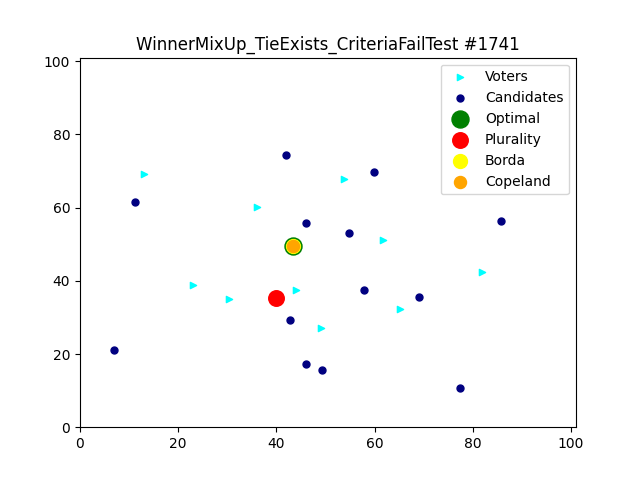 WinnerMixUp_TieExists_CriteriaFailTest #1741
Voters
Candidates
Optimal
Plurality
Borda
Copeland
100
80
60
40
20
0
0 20 40 60 80 100